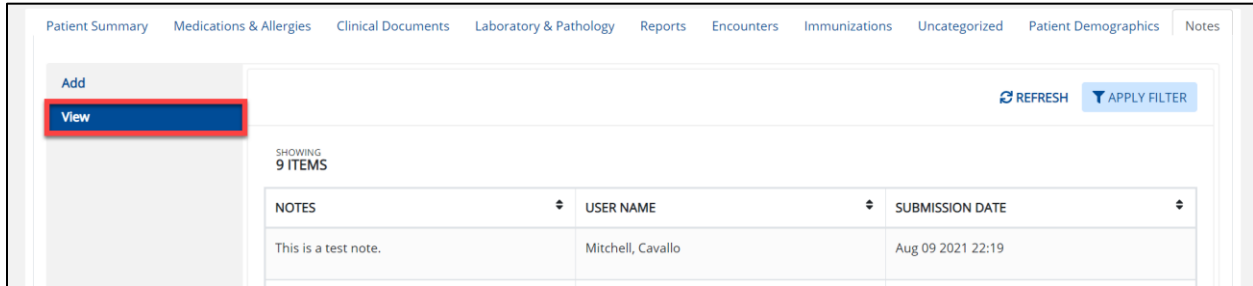 Patient Summary Medications & Allergies Clinical Documents Laboratory & Pathology Reports Encounters Immunizations Uncategorized Patient Demographics Notes
Add
REFRESH APPLY FILTER
View
SHOWING
9 ITEMS
NOTES USER NAME SUBMISSION DATE
This is a test note. Mitchell, Cavallo Aug 09 2021 22:19